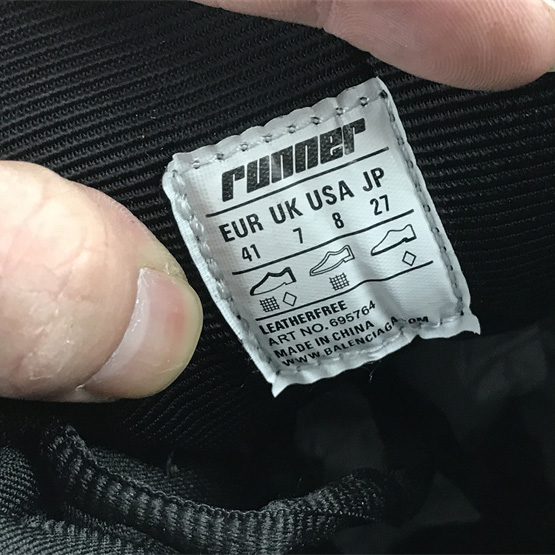 runner
EUR UK USA JP
41 7 8 27
LEATHERFREE
ART NO. 695764
MADE IN CHINA
WWW.BALENCIAGA.COM